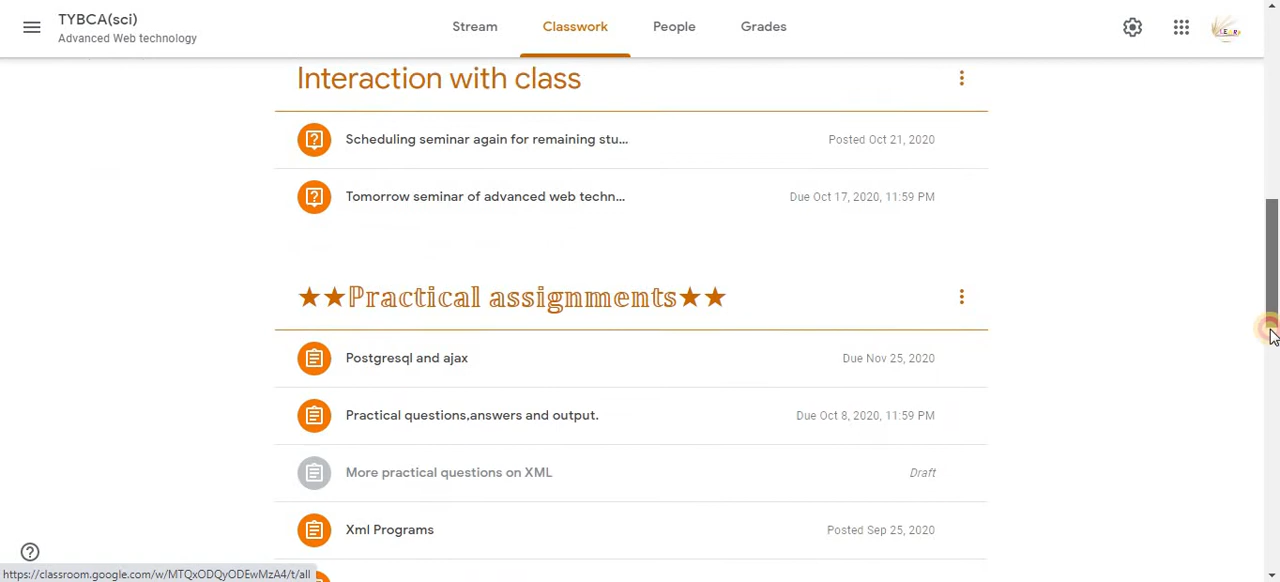 TYBCA(sci)
Advanced Web technology
Stream
Classwork
People
Grades
Interaction with class
Scheduling seminar again for remaining stu...
Posted Oct 21, 2020
Tomorrow seminar of advanced web techn...
Due Oct 17, 2020, 11:59 PM
★★ℙractical assignments★★
Postgresql and ajax
Due Nov 25, 2020
Practical questions,answers and output.
Due Oct 8, 2020, 11:59 PM
More practical questions on XML
Draft
Xml Programs
Posted Sep 25, 2020
https://classroom.google.com/w/MTQxODQyODEwMzA4/t/all